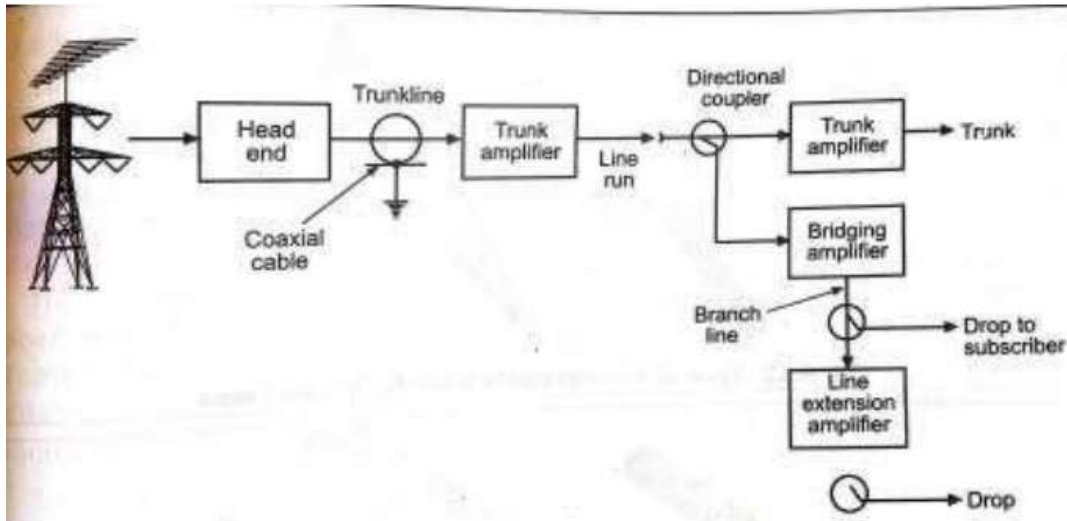 Head
end
Trunkline
Coaxial
cable
Trunk
amplifier
Line
run
Directional
coupler
Trunk
amplifier
Trunk
Bridging
amplifier
Branch
line
Drop to
subscriber
Line
extension
amplifier
Drop